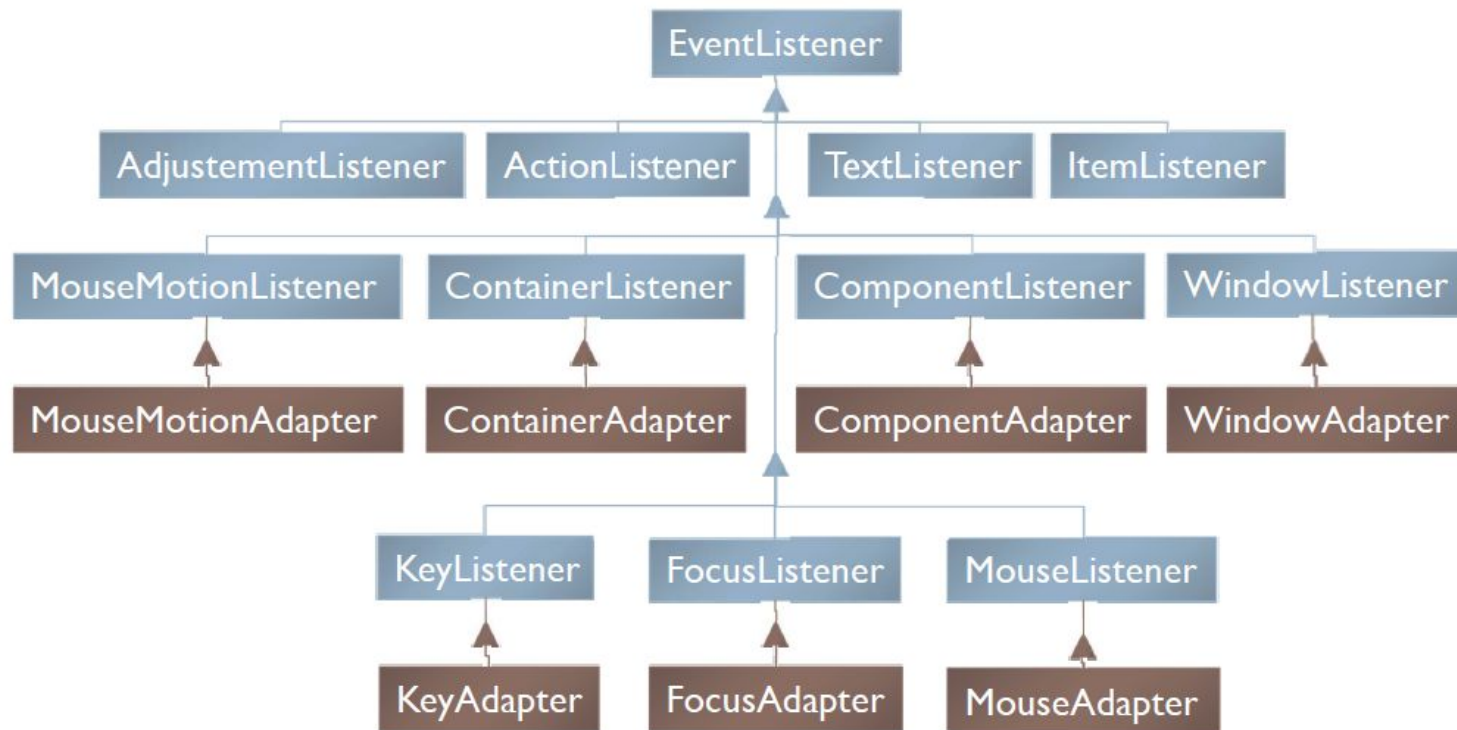 EventListener
AdjustementListener ActionListener TextListener ItemListener
MouseMotionListener ContainerListener ComponentListener WindowListener
MouseMotionAdapter ContainerAdapter ComponentAdapter WindowAdapter
KeyListener FocusListener MouseListener
KeyAdapter FocusAdapter MouseAdapter